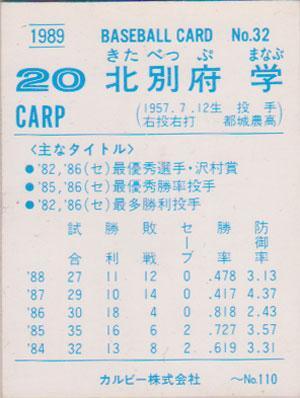 1989 BASEBALL CARD No.32
きたべっぷ まなぶ
20 北別府 学
CARP (1957.7.12生 投手
右投右打 都城農高)
<主なタイトル>
●'82,'86(セ)最優秀選手・沢村賞
●'85,'86(セ)最優秀勝率投手
●'82,'86(セ)最多勝利投手
試合 勝利 敗戦 セーブ 勝率 防御率
'88 27 11 12 0 .478 3.13
'87 29 10 14 0 .417 4.37
'86 30 18 4 0 .818 2.43
'85 35 16 6 2 .727 3.57
'84 32 13 8 2 .619 3.31
カルビー株式会社 〜No.110